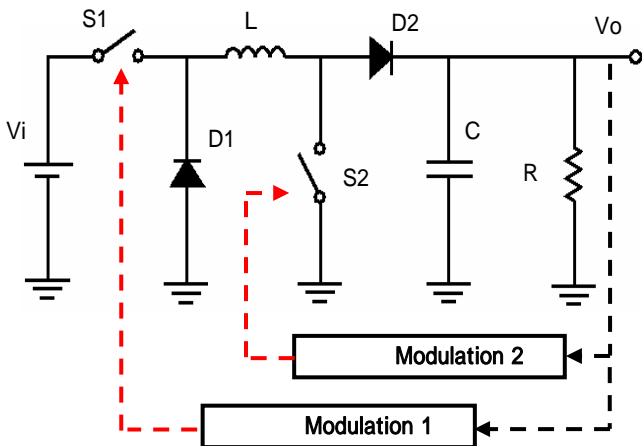 S1
L
D2
Vo
Vi
D1
S2
C
R
Modulation 2
Modulation 1